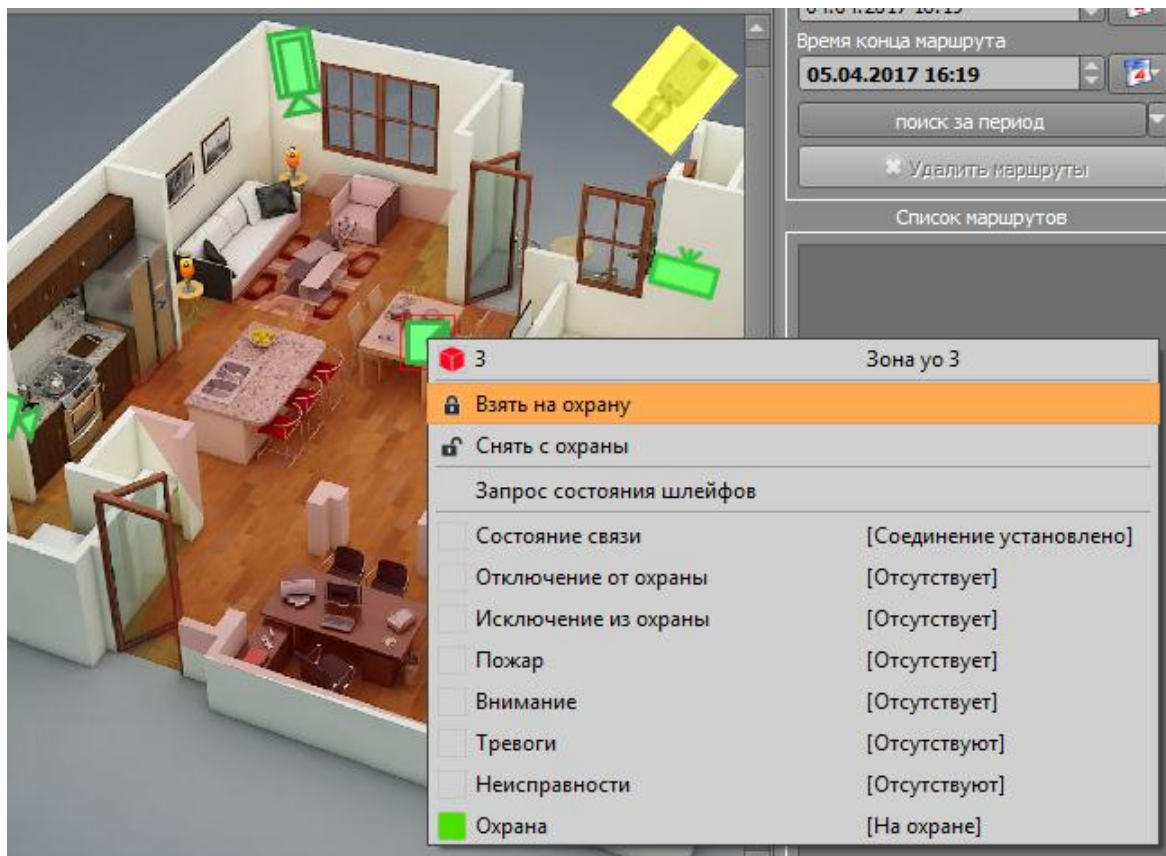 Время конца маршрута
05.04.2017 16:19
поиск за период
Удалить маршруты
Список маршрутов
3 Зона уо 3
Взять на охрану
Снять с охраны
Запрос состояния шлейфов
Состояние связи [Соединение установлено]
Отключение от охраны [Отсутствует]
Исключение из охраны [Отсутствует]
Пожар [Отсутствует]
Внимание [Отсутствует]
Тревоги [Отсутствуют]
Неисправности [Отсутствуют]
Охрана [На охране]